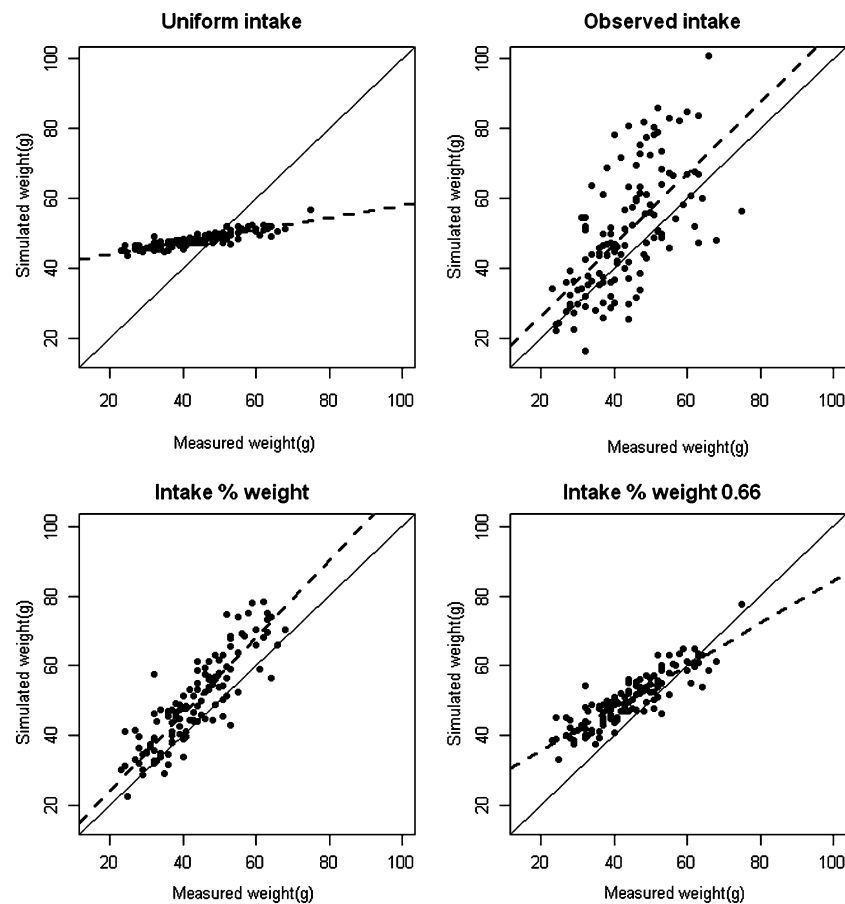 Uniform intake
Simulated weight(g)
100
80
60
40
20
20 40 60 80 100
Measured weight(g)
Observed intake
Simulated weight(g)
100
80
60
40
20
20 40 60 80 100
Measured weight(g)
Intake % weight
Simulated weight(g)
100
80
60
40
20
20 40 60 80 100
Measured weight(g)
Intake % weight 0.66
Simulated weight(g)
100
80
60
40
20
20 40 60 80 100
Measured weight(g)